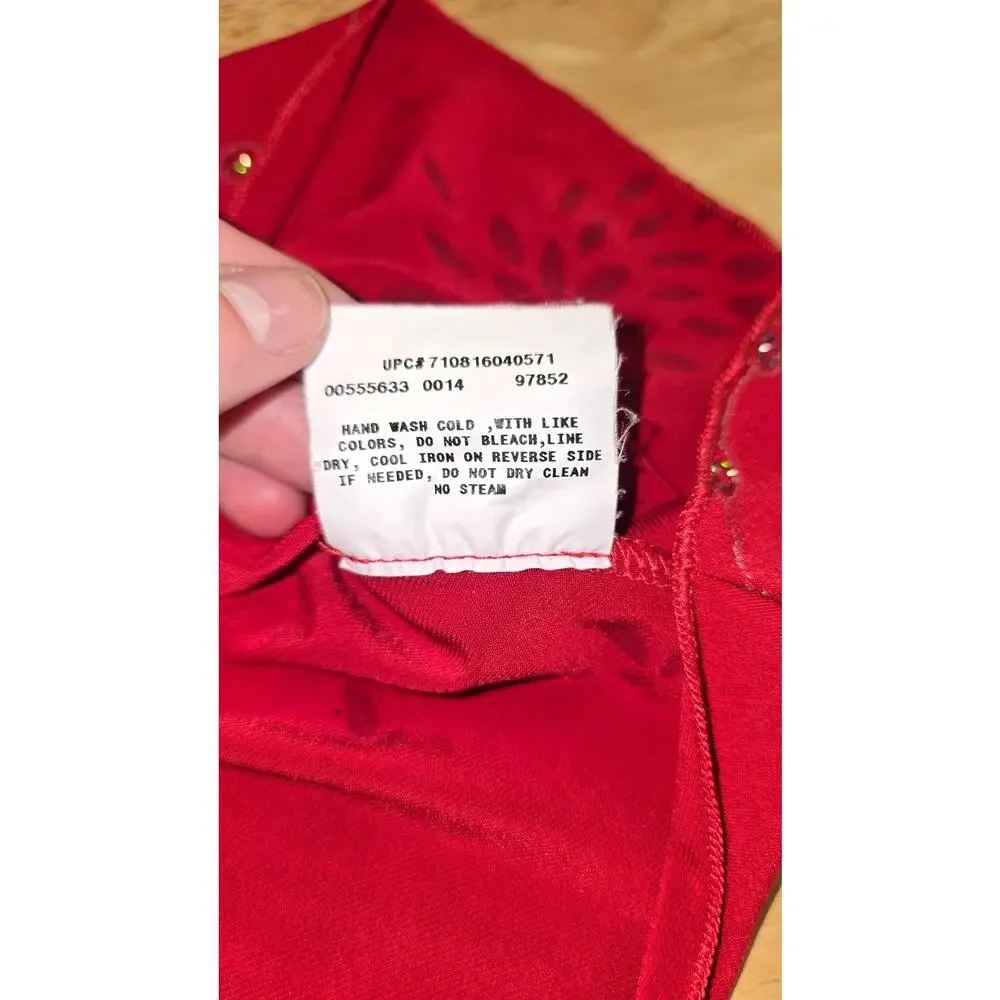 UPC# 710816040571
00555633 0014 97852
HAND WASH COLD ,WITH LIKE
COLORS, DO NOT BLEACH,LINE
DRY, COOL IRON ON REVERSE SIDE
IF NEEDED, DO NOT DRY CLEAN
NO STEAM